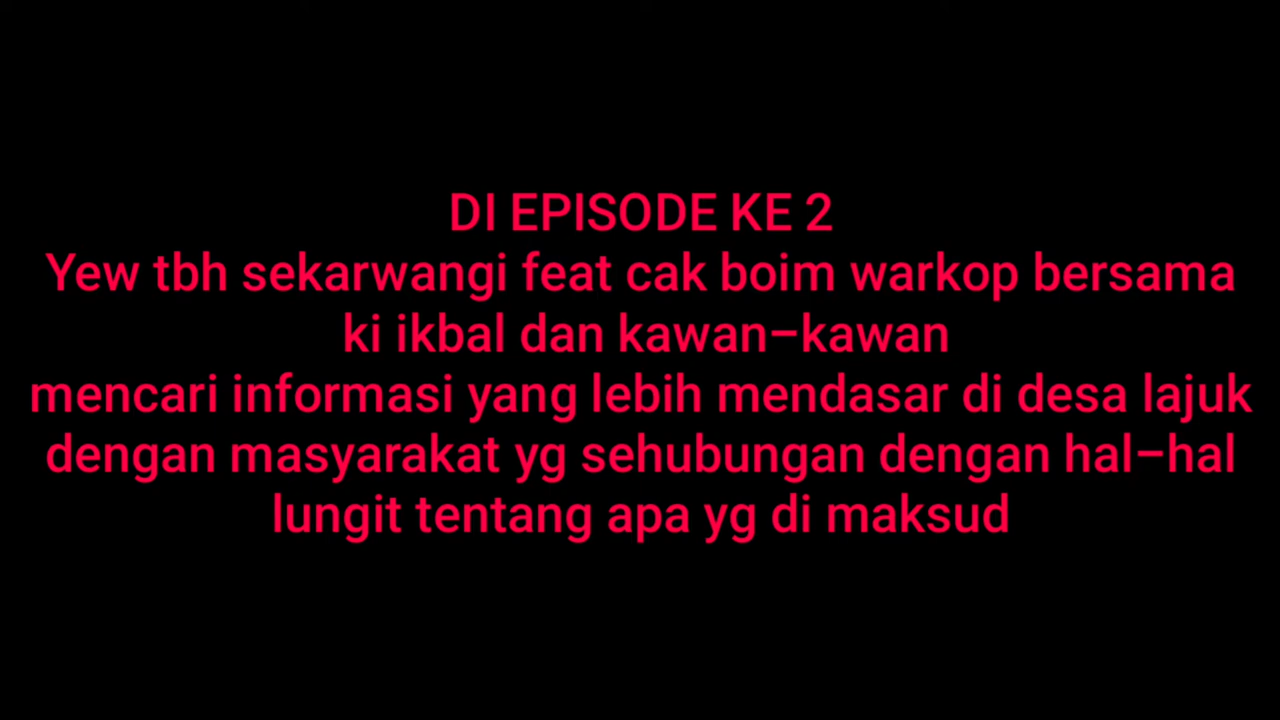 DI EPISODE KE 2
Yew tbh sekarwangi feat cak boim warkop bersama
ki ikbal dan kawan-kawan
mencari informasi yang lebih mendasar di desa lajuk
dengan masyarakat yg sehubungan dengan hal-hal
lungit tentang apa yg di maksud